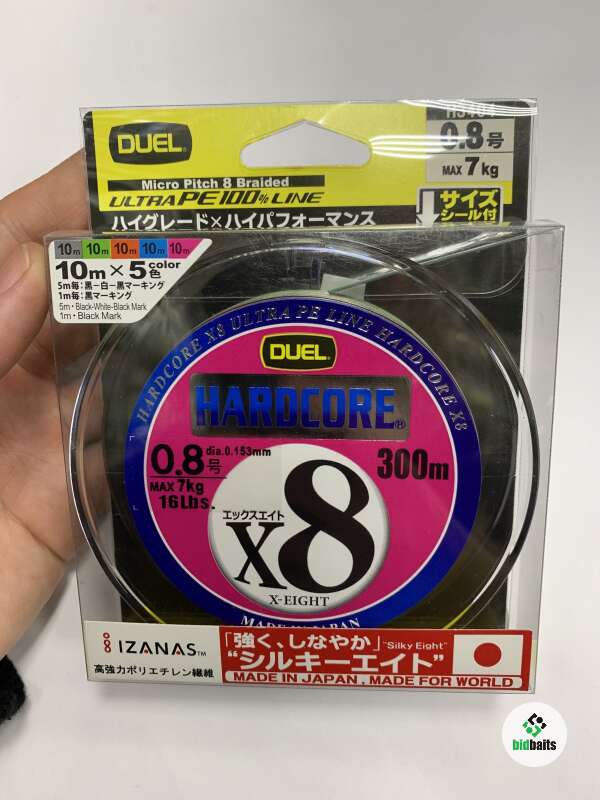 DUEL®
Micro Pitch 8 Braided
ULTRA PE100% LINE
ハイグレード×ハイパフォーマンス
0.8号
MAX 7kg
サイズ
シール付
10m 10m 10m 10m 10m
10m×5color色
5m毎:黒-白-黒マーキング
1m毎:黒マーキング
5m・Black-White-Black Mark
1m・Black Mark
HARDCORE X8 ULTRA PE LINE HARDCORE X8
DUEL®
HARDCORE®
0.8号
dia.0.153mm
MAX 7kg
16Lbs.
300m
エックスエイト
X8
X-EIGHT
MADE IN JAPAN
IZANAS™
高強力ポリエチレン繊維
「強く、しなやか」"Silky Eight"
"シルキーエイト"
MADE IN JAPAN, MADE FOR WORLD
bidbaits